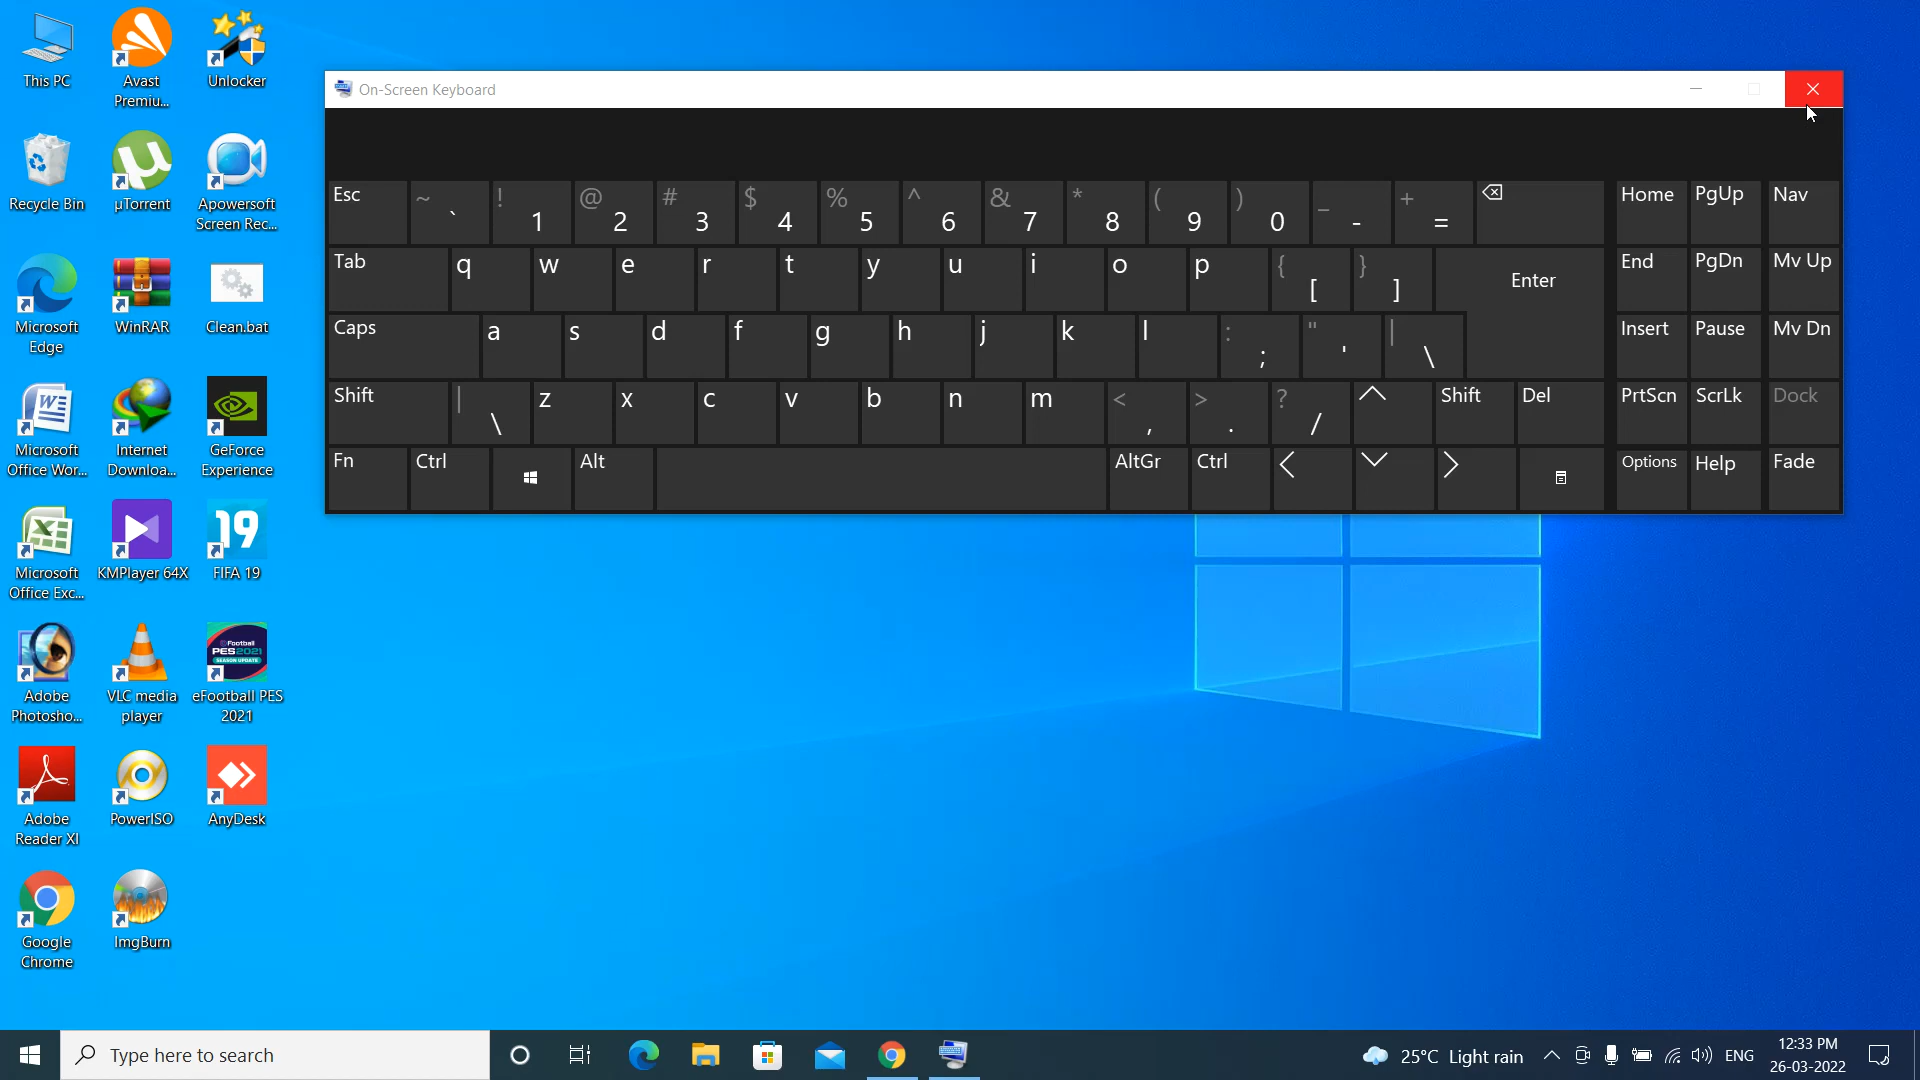 This PC
Avast
Premiu...
Unlocker
Recycle Bin
µTorrent
Apowersoft
Screen Rec...
Microsoft
Edge
WinRAR
Clean.bat
Microsoft
Office Wor...
Internet
Downloa...
GeForce
Experience
Microsoft
Office Exc...
KMPlayer 64X
19
FIFA 19
Adobe
Photosho...
VLC media
player
eFootball
PES2021
SEASON UPDATE
eFootball PES
2021
Adobe
Reader XI
PowerISO
AnyDesk
Google
Chrome
ImgBurn
On-Screen Keyboard
Esc ~ ` ! 1 @ 2 # 3 $ 4 % 5 ^ 6 & 7 * 8 ( 9 ) 0 _ - + = Home PgUp Nav
Tab q w e r t y u i o p { [ } ] Enter End PgDn Mv Up
Caps a s d f g h j k l : ; " ' | \ Insert Pause Mv Dn
Shift | \ z x c v b n m < , > . ? / Shift Del PrtScn ScrLk Dock
Fn Ctrl Alt AltGr Ctrl Options Help Fade
Type here to search
25°C Light rain
ENG
12:33 PM
26-03-2022